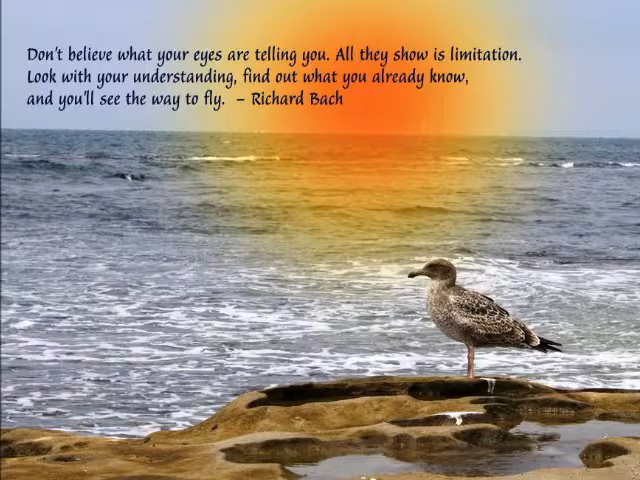 Don't believe what your eyes are telling you. All they show is limitation.
Look with your understanding, find out what you already know,
and you'll see the way to fly. – Richard Bach